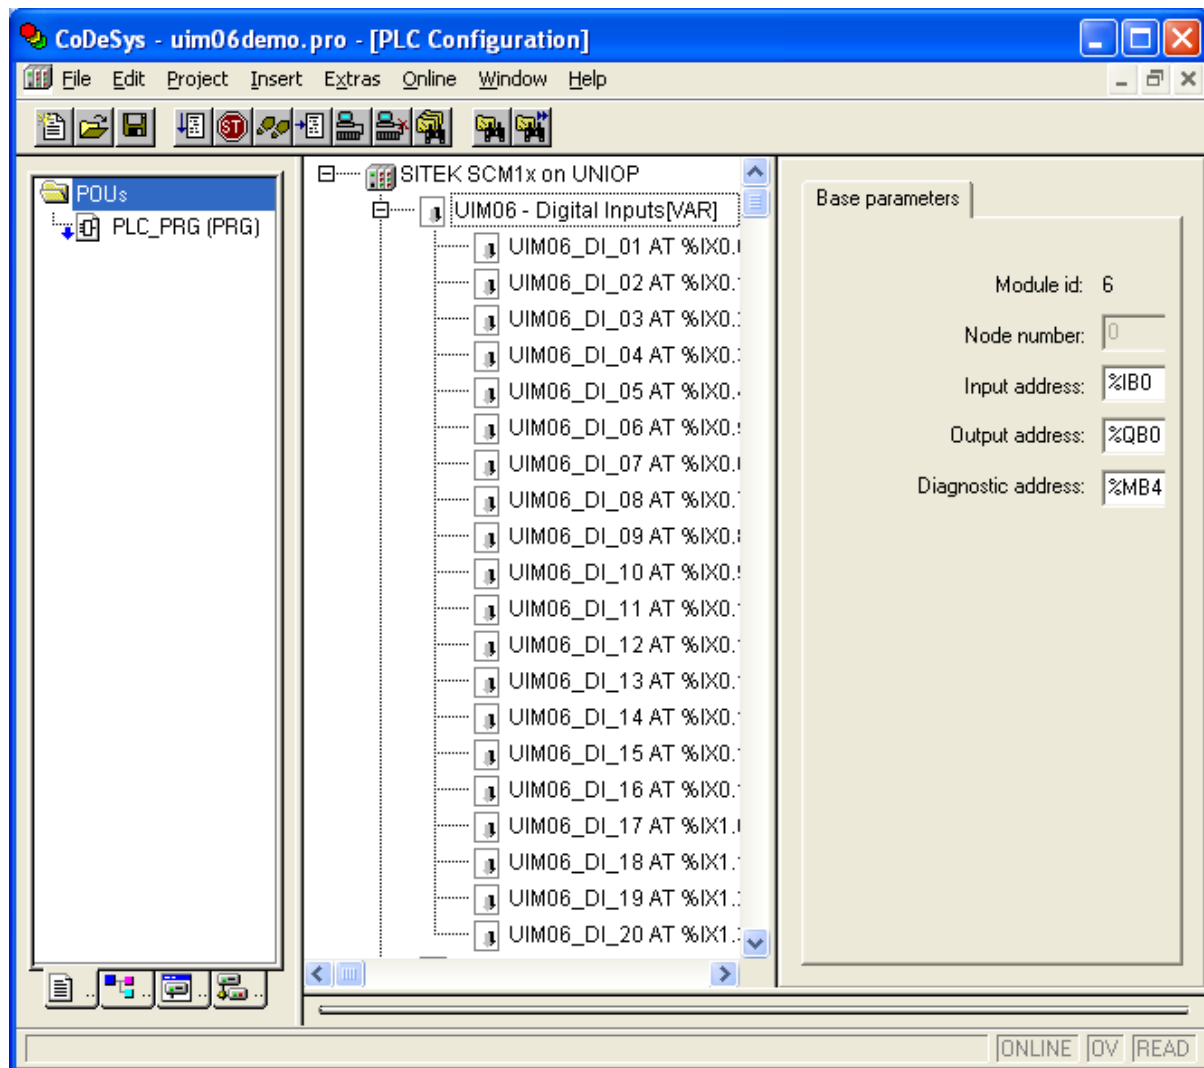 CoDeSys - uim06demo.pro - [PLC Configuration]
File Edit Project Insert Extras Online Window Help
ST
POUs
PLC_PRG (PRG)
SITEK SCM1x on UNIOP
UIM06 - Digital Inputs[VAR]
UIM06_DI_01 AT %IX0.
UIM06_DI_02 AT %IX0.
UIM06_DI_03 AT %IX0.
UIM06_DI_04 AT %IX0.
UIM06_DI_05 AT %IX0.
UIM06_DI_06 AT %IX0.
UIM06_DI_07 AT %IX0.
UIM06_DI_08 AT %IX0.
UIM06_DI_09 AT %IX0.
UIM06_DI_10 AT %IX0.
UIM06_DI_11 AT %IX0.
UIM06_DI_12 AT %IX0.
UIM06_DI_13 AT %IX0.
UIM06_DI_14 AT %IX0.
UIM06_DI_15 AT %IX0.
UIM06_DI_16 AT %IX0.
UIM06_DI_17 AT %IX1.
UIM06_DI_18 AT %IX1.
UIM06_DI_19 AT %IX1.
UIM06_DI_20 AT %IX1.
Base parameters
Module id: 6
Node number: 0
Input address: %IB0
Output address: %QB0
Diagnostic address: %MB4
.. .. .. ..
ONLINE OV READ